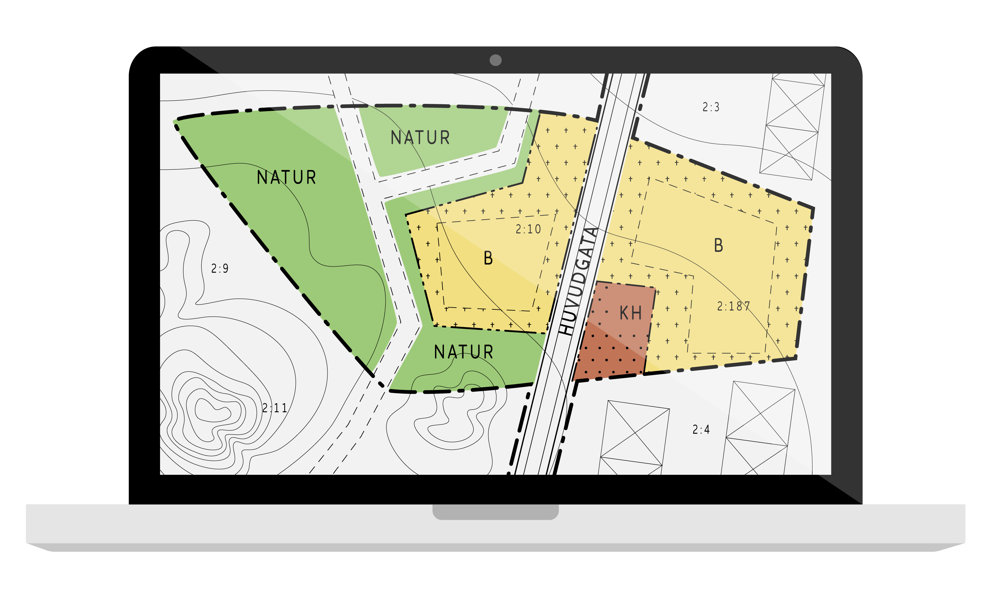 2:3
NATUR
NATUR
2:10
B
B
2:9
HUVUDGATA
2:187
KH
NATUR
2:11
2:4